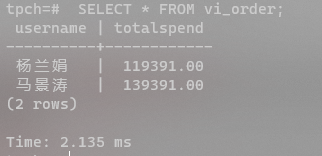 tpch=#  SELECT * FROM vi_order;
 username | totalspend
----------+------------
 杨兰娟   |  119391.00
 马景涛   |  139391.00
(2 rows)
Time: 2.135 ms